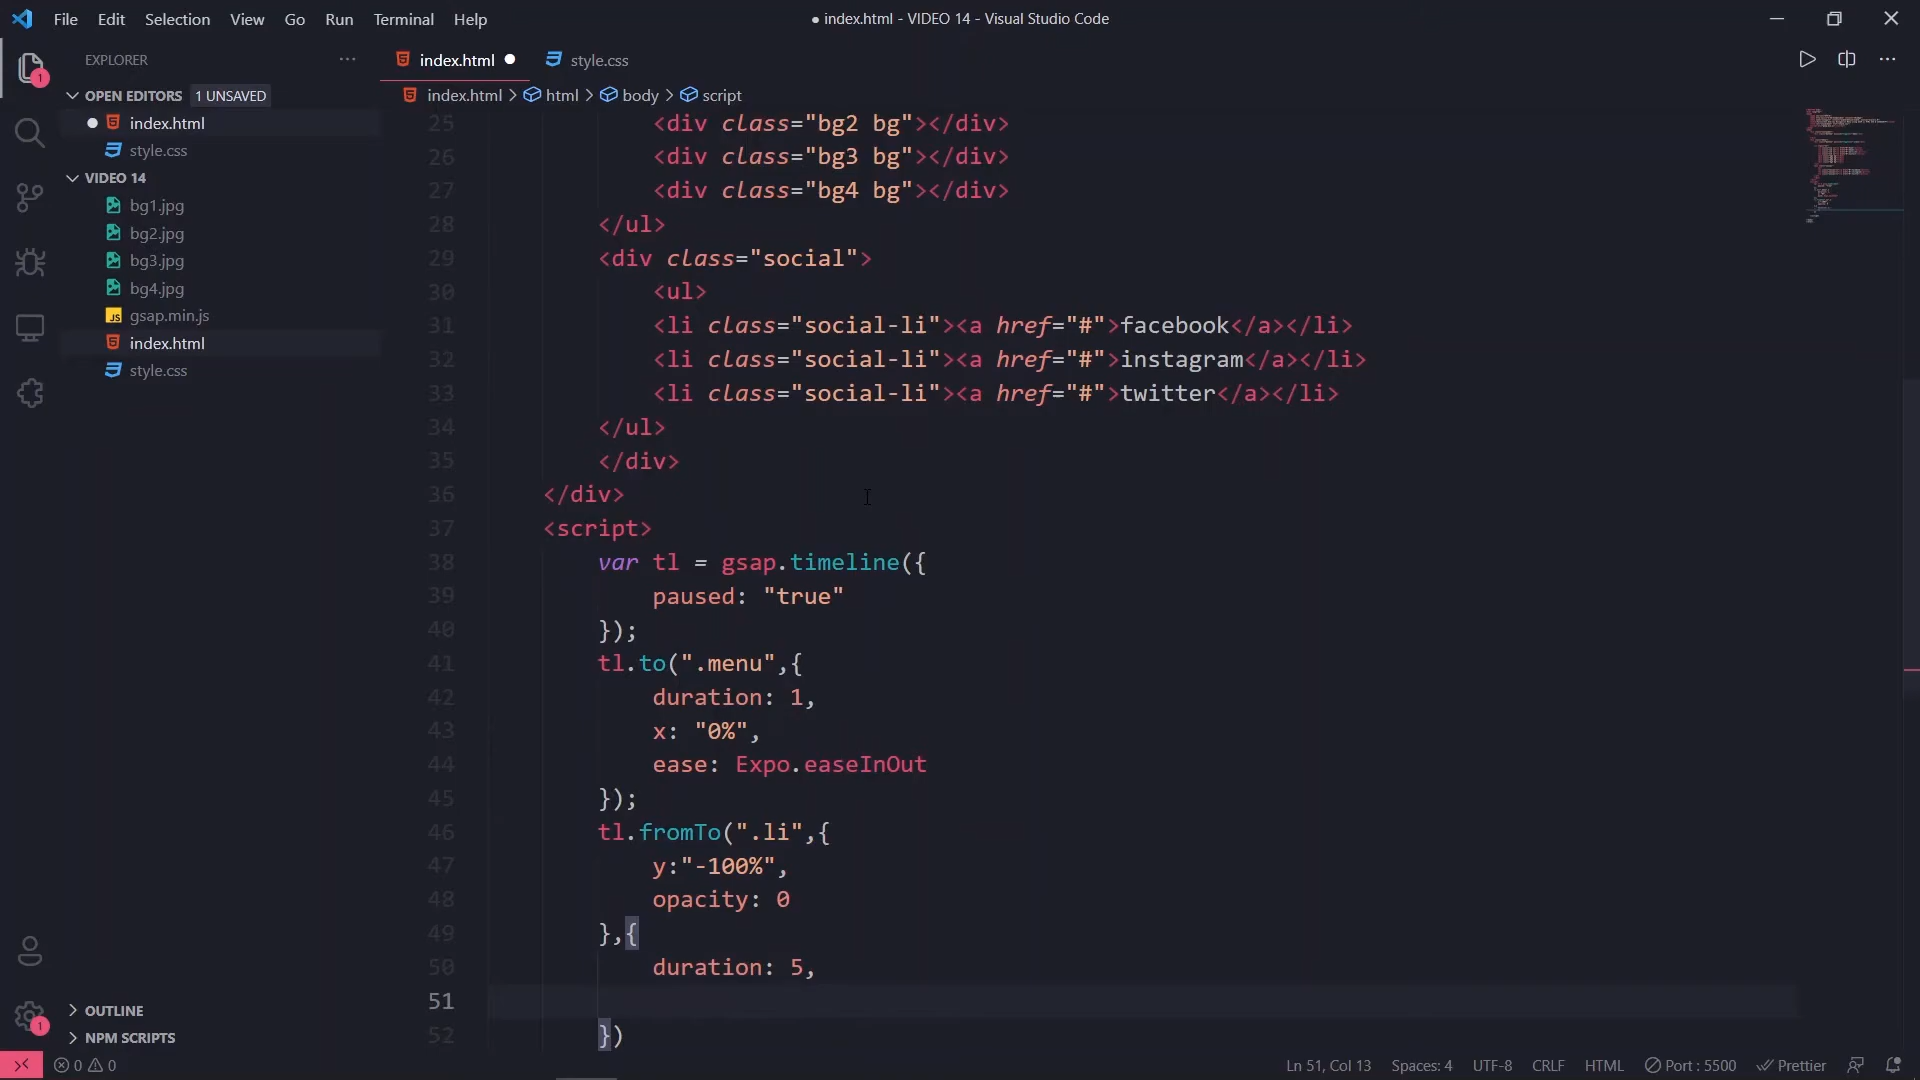 File Edit Selection View Go Run Terminal Help
● index.html - VIDEO 14 - Visual Studio Code
EXPLORER ···
index.html ● style.css
OPEN EDITORS 1 UNSAVED
index.html > html > body > script
● index.html
style.css
VIDEO 14
bg1.jpg
bg2.jpg
bg3.jpg
bg4.jpg
JS gsap.min.js
index.html
style.css
OUTLINE
NPM SCRIPTS
1
1
25 <div class="bg2 bg"></div>
26 <div class="bg3 bg"></div>
27 <div class="bg4 bg"></div>
28 </ul>
29 <div class="social">
30 <ul>
31 <li class="social-li"><a href="#">facebook</a></li>
32 <li class="social-li"><a href="#">instagram</a></li>
33 <li class="social-li"><a href="#">twitter</a></li>
34 </ul>
35 </div>
36 </div>
37 <script>
38 var tl = gsap.timeline({
39 paused: "true"
40 });
41 tl.to(".menu",{
42 duration: 1,
43 x: "0%",
44 ease: Expo.easeInOut
45 });
46 tl.fromTo(".li",{
47 y:"-100%",
48 opacity: 0
49 },{
50 duration: 5,
51
52 })
0 0 Ln 51, Col 13 Spaces: 4 UTF-8 CRLF HTML Port : 5500 Prettier